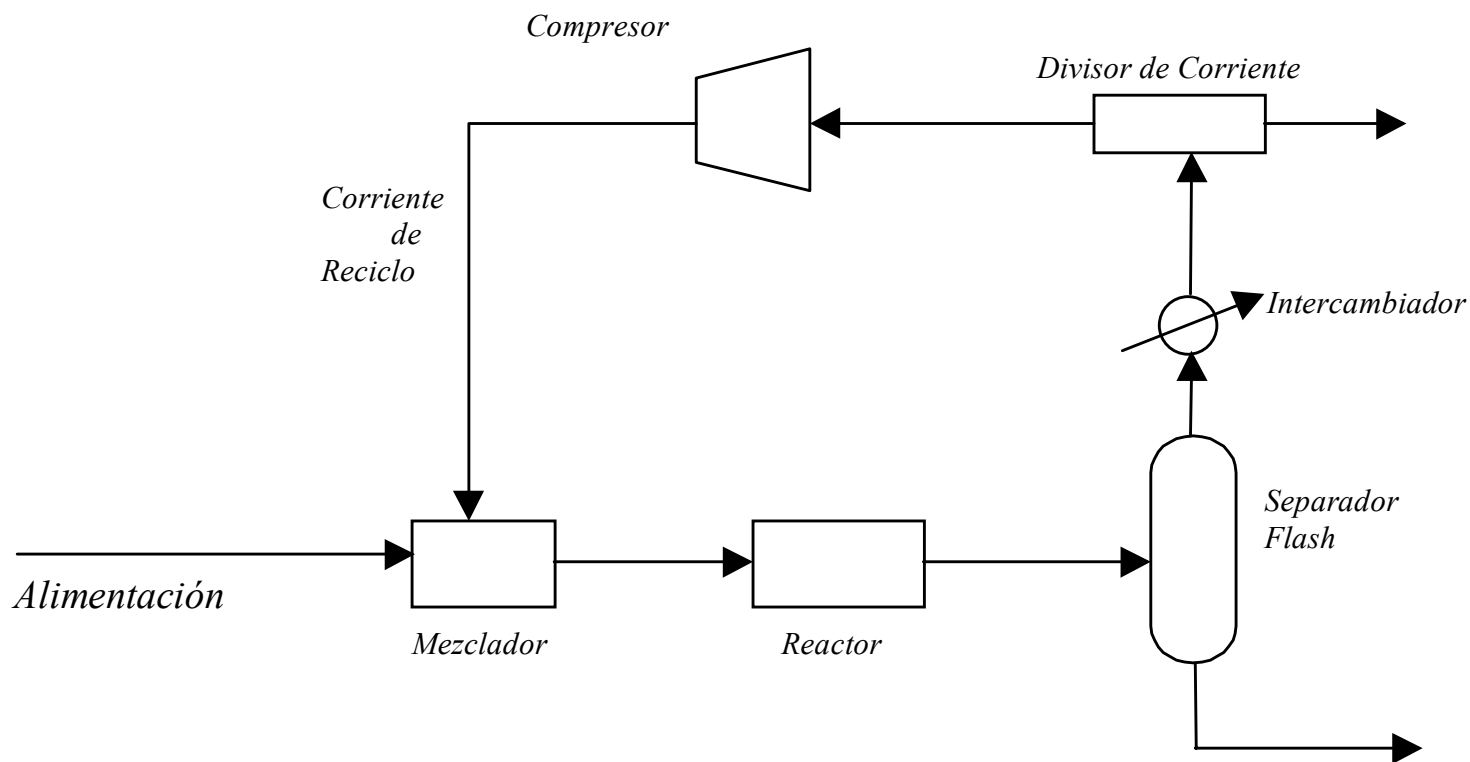 Compresor
Divisor de Corriente
Corriente
de
Reciclo
Intercambiador
Separador
Flash
Alimentación
Mezclador
Reactor